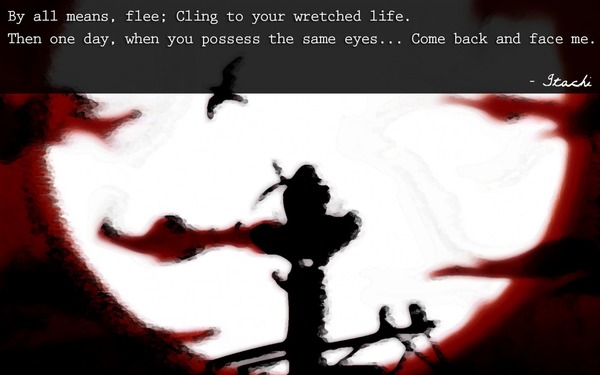 By all means, flee; Cling to your wretched life.
Then one day, when you possess the same eyes... Come back and face me.
- Itachi